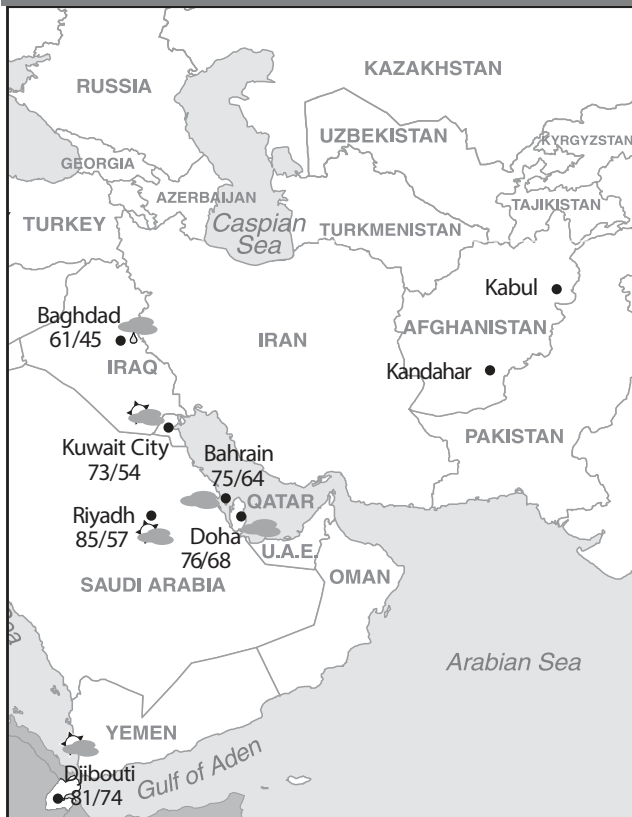 KAZAKHSTAN
RUSSIA
UZBEKISTAN
KYRGYZSTAN
GEORGIA
AZERBAIJAN
TAJIKISTAN
TURKEY
Caspian
Sea
TURKMENISTAN
Kabul
Baghdad
61/45
IRAN
AFGHANISTAN
IRAQ
Kandahar
Kuwait City
73/54
Bahrain
75/64
PAKISTAN
QATAR
Riyadh
85/57
Doha
76/68
U.A.E.
SAUDI ARABIA
OMAN
Arabian Sea
YEMEN
Djibouti
81/74
Gulf of Aden